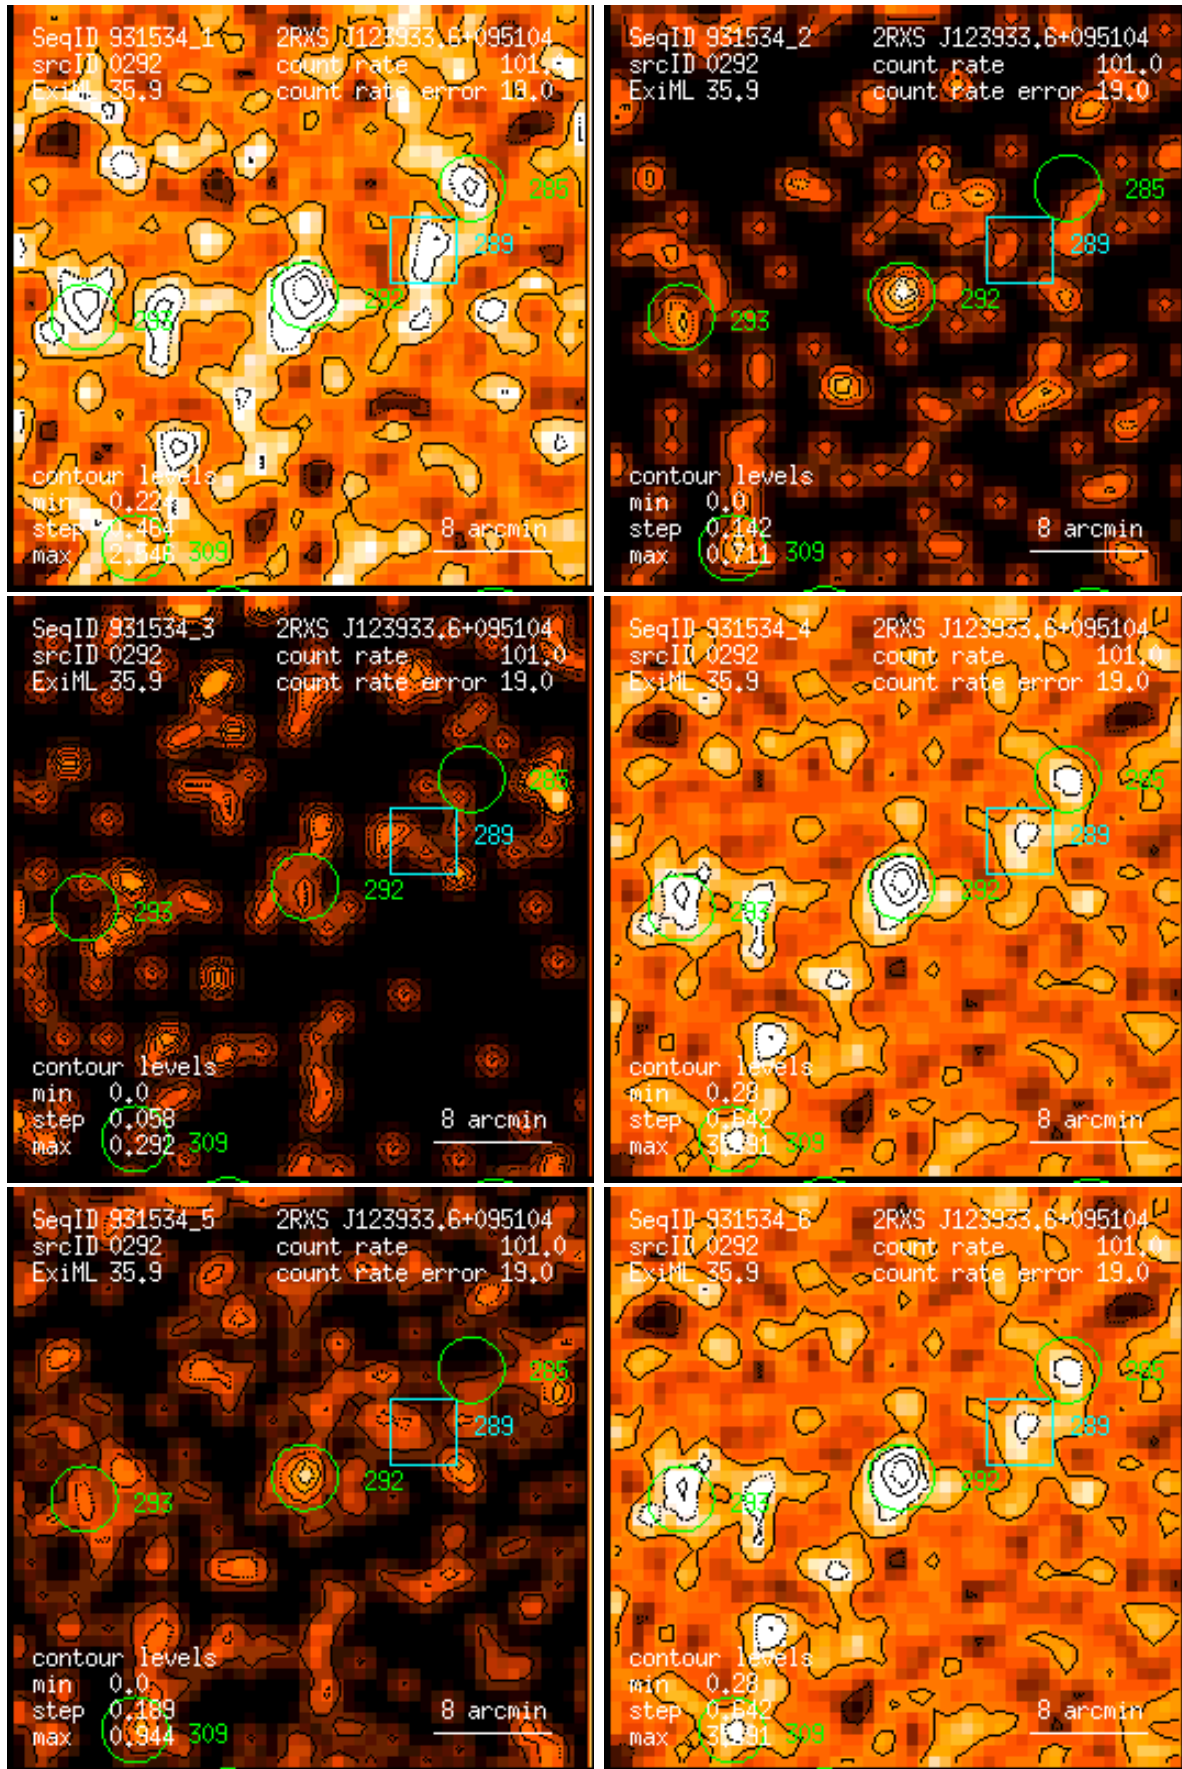 SeqID 931534_1 2RXS J123933.6+095104
srcID 0292 count rate 101.0
ExiML 35.9 count rate error 19.0
285
289
292
293
contour levels
min 0.224
step 0.464
max 2.546
8 arcmin
309
SeqID 931534_2 2RXS J123933.6+095104
srcID 0292 count rate 101.0
ExiML 35.9 count rate error 19.0
285
289
292
293
contour levels
min 0.0
step 0.142
max 0.711
8 arcmin
309
SeqID 931534_3 2RXS J123933.6+095104
srcID 0292 count rate 101.0
ExiML 35.9 count rate error 19.0
285
289
292
293
contour levels
min 0.0
step 0.058
max 0.292
8 arcmin
309
SeqID 931534_4 2RXS J123933.6+095104
srcID 0292 count rate 101.0
ExiML 35.9 count rate error 19.0
285
289
292
293
contour levels
min 0.28
step 0.642
max
8 arcmin
309
SeqID 931534_5 2RXS J123933.6+095104
srcID 0292 count rate 101.0
ExiML 35.9 count rate error 19.0
285
289
292
293
contour levels
min 0.0
step 0.189
max 0.944
8 arcmin
309
SeqID 931534_6 2RXS J123933.6+095104
srcID 0292 count rate 101.0
ExiML 35.9 count rate error 19.0
285
289
292
293
contour levels
min 0.28
step 0.642
max
8 arcmin
309